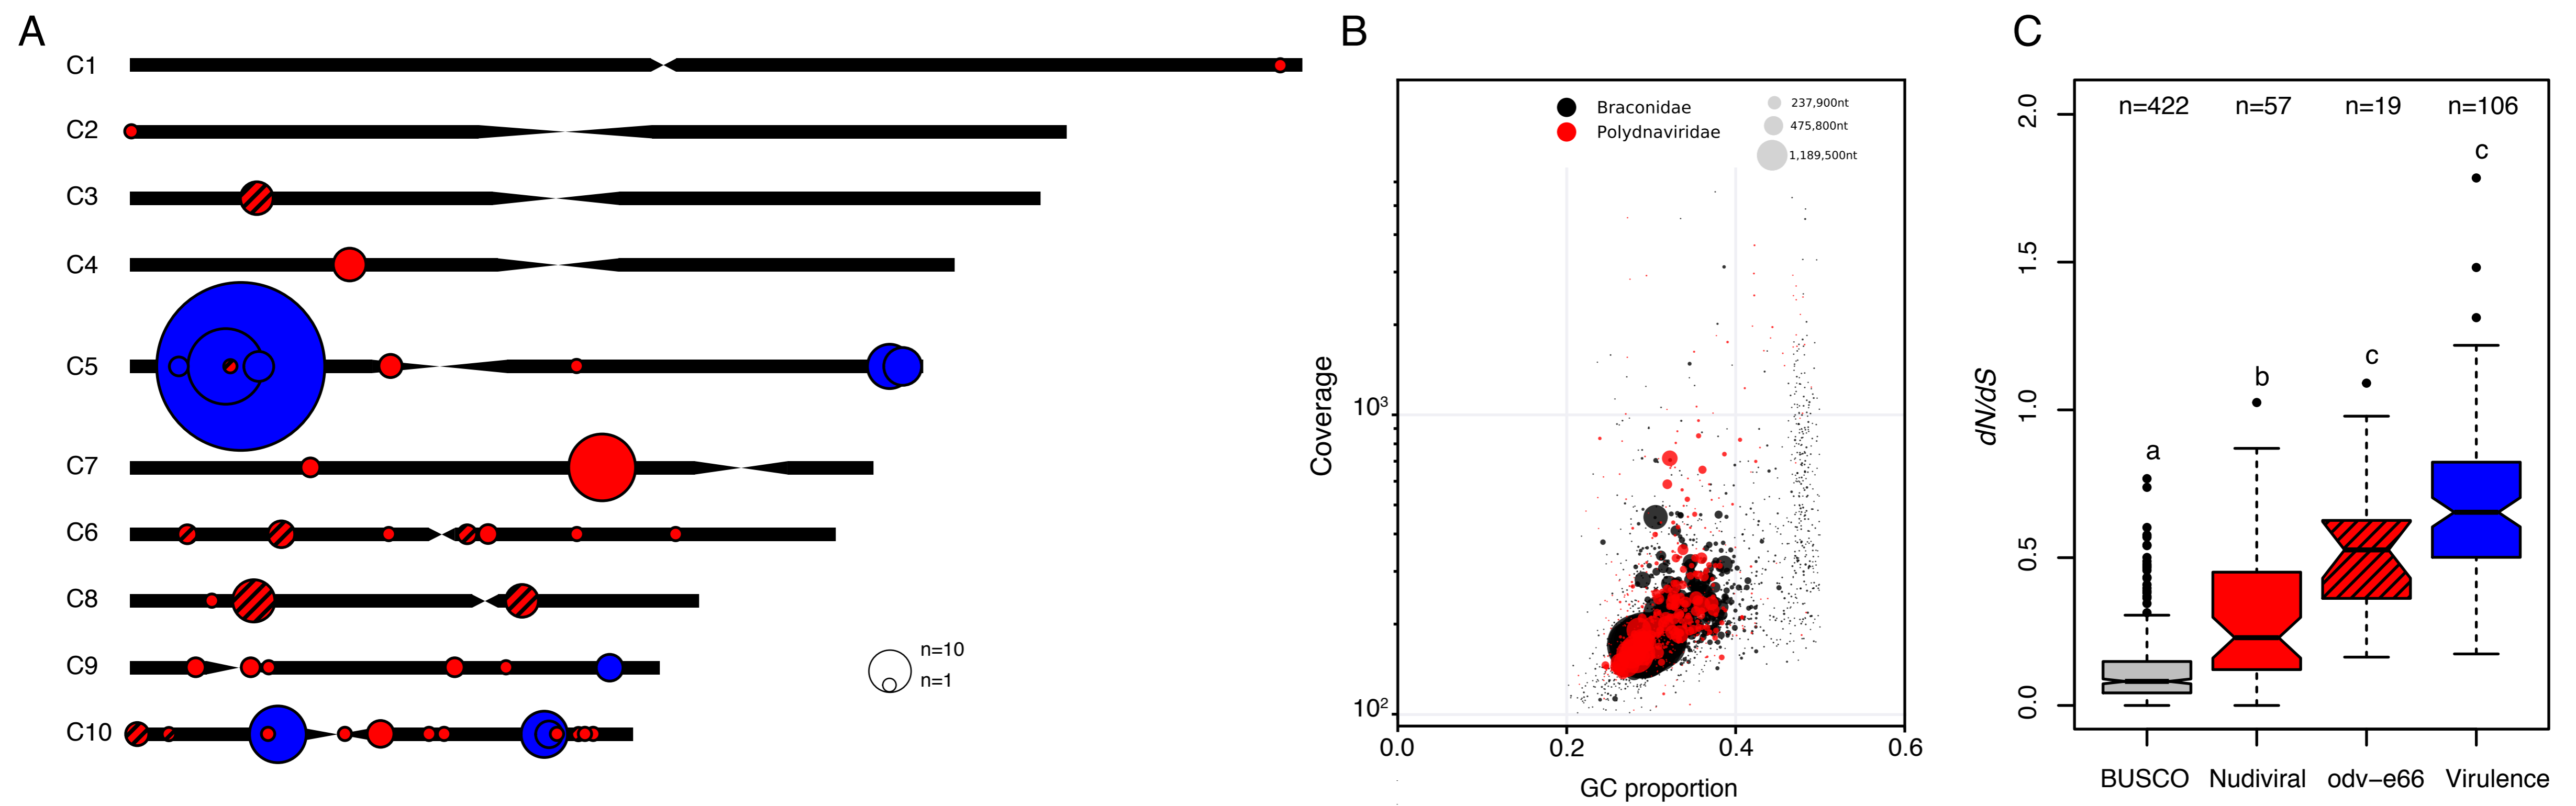 A
C1
C2
C3
C4
C5
C7
C6
C8
C9
C10
n=10
n=1
B
Braconidae
Polydnaviridae
237,900nt
475,800nt
1,189,500nt
Coverage
10³
10²
0.0 0.2 0.4 0.6
GC proportion
C
n=422 n=57 n=19 n=106
a
b
c
c
dN/dS
2.0
1.5
1.0
0.5
0.0
BUSCO Nudiviral odv−e66 Virulence